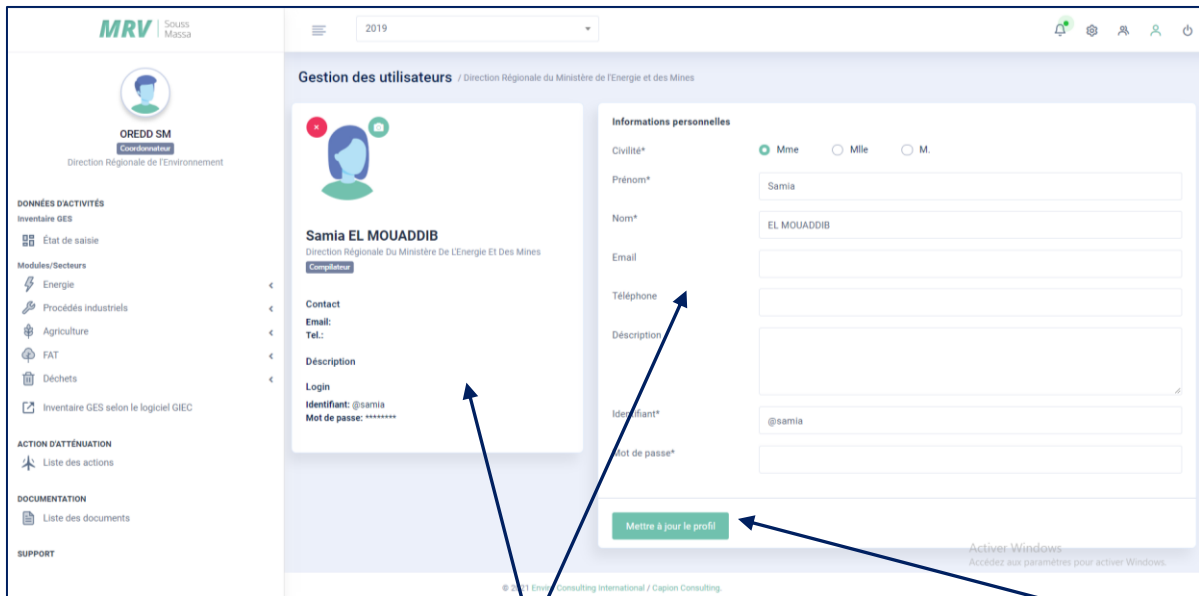 MRV Souss
Massa
2019
OREDD SM
Coordonnateur
Direction Régionale de l'Environnement
DONNÉES D'ACTIVITÉS
Inventaire GES
État de saisie
Modules/Secteurs
Energie
Procédés industriels
Agriculture
FAT
Déchets
Inventaire GES selon le logiciel GIEC
ACTION D'ATTÉNUATION
Liste des actions
DOCUMENTATION
Liste des documents
SUPPORT
Gestion des utilisateurs / Direction Régionale du Ministère de l'Energie et des Mines
Samia EL MOUADDIB
Direction Régionale Du Ministère De L'Energie Et Des Mines
Compilateur
Contact
Email:
Tel.:
Déscription
Login
Identifiant: @samia
Mot de passe: ********
Informations personnelles
Civilité* Mme Mlle M.
Prénom* Samia
Nom* EL MOUADDIB
Email
Téléphone
Déscription
Identifiant* @samia
Mot de passe*
Mettre à jour le profil
Activer Windows
Accédez aux paramètres pour activer Windows.
© 2021 Enviro Consulting International / Capion Consulting.